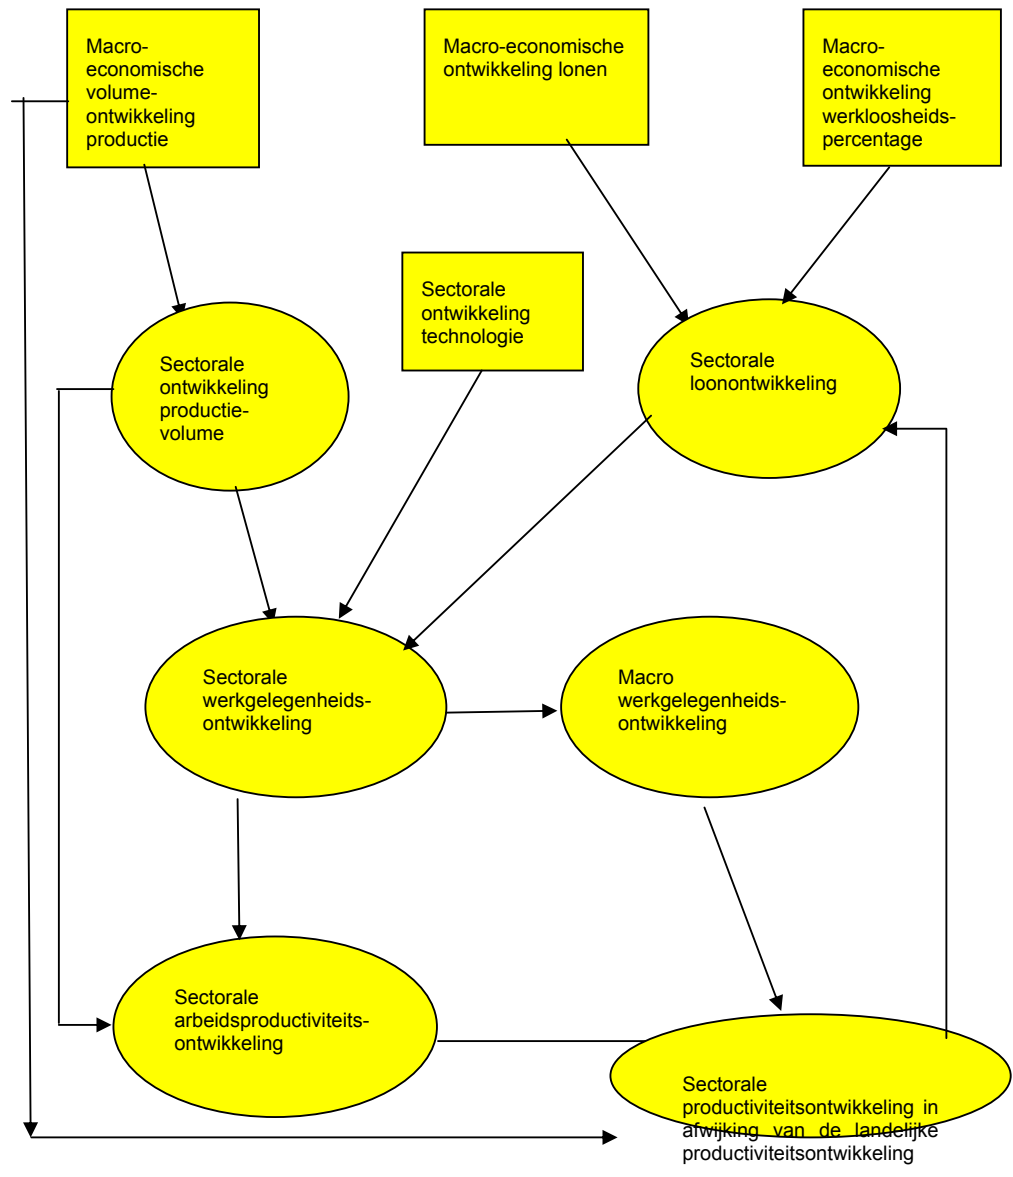 Macro-
economische
volume-
ontwikkeling
productie
Macro-economische
ontwikkeling lonen
Macro-
economische
ontwikkeling
werkloosheids-
percentage
Sectorale
ontwikkeling
technologie
Sectorale
ontwikkeling
productie-
volume
Sectorale
loonontwikkeling
Sectorale
werkgelegenheids-
ontwikkeling
Macro
werkgelegenheids-
ontwikkeling
Sectorale
arbeidsproductiviteits-
ontwikkeling
Sectorale
productiviteitsontwikkeling in
afwijking van de landelijke
productiviteitsontwikkeling